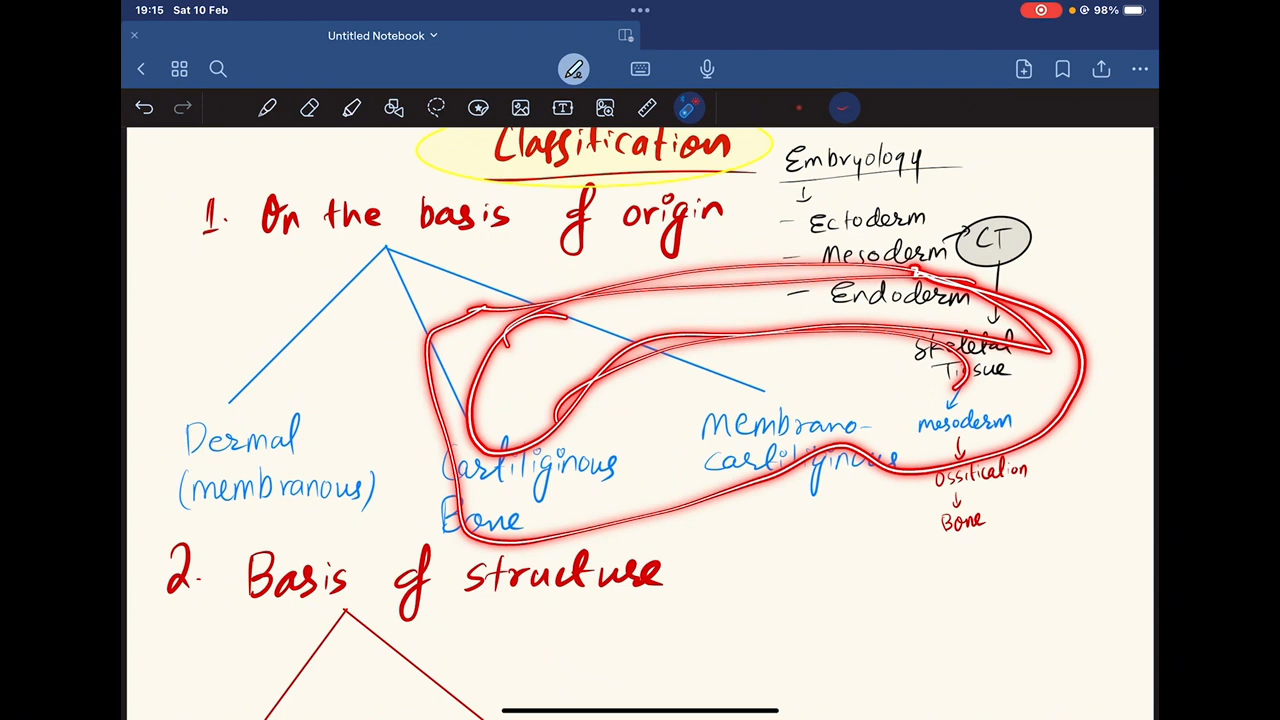 19:15 Sat 10 Feb
98%
Untitled Notebook
Classification
1. On the basis of origin
Embryology
- Ectoderm
- Mesoderm
CT
- Endoderm
Skeletal
Tissue
mesoderm
Ossification
Bone
Dermal
(membranous)
Cartiliginous
Bone
Membrano-
cartiliginous
2. Basis of structure